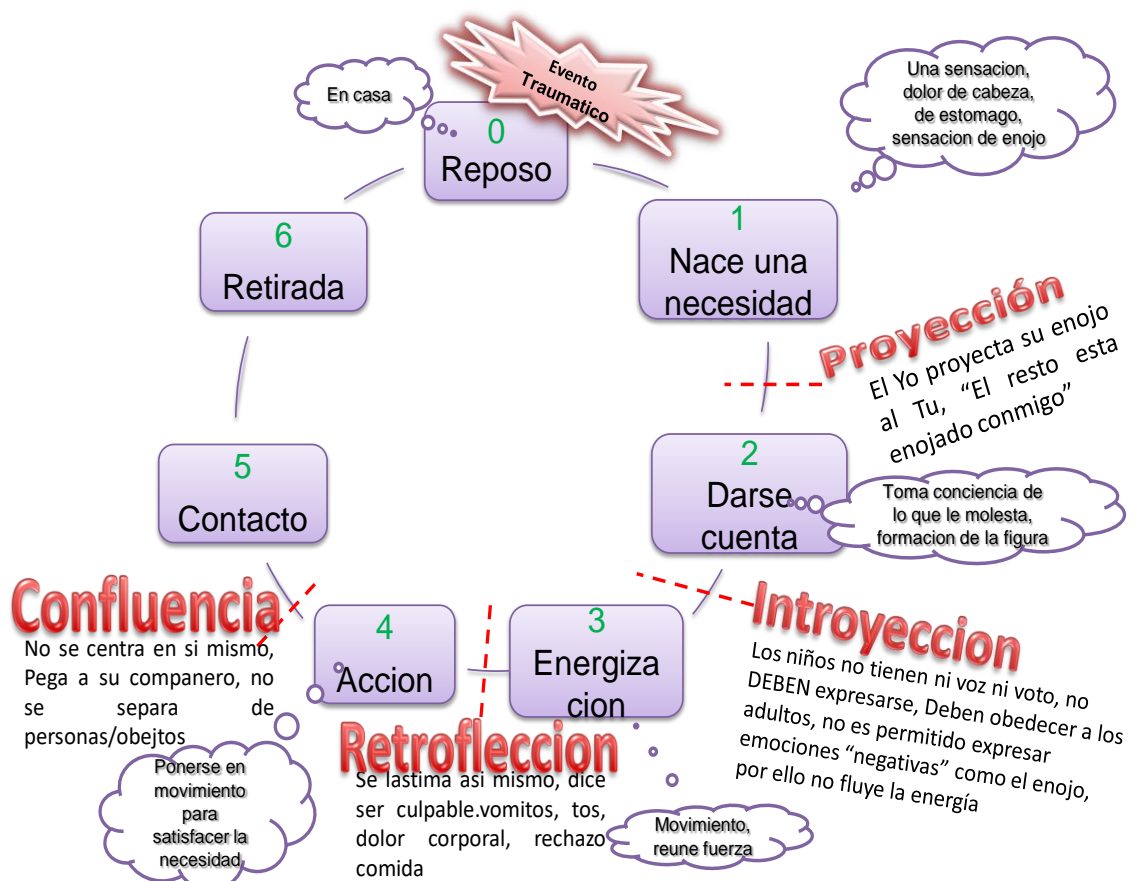 Evento
Traumatico
En casa
0
Reposo
Una sensacion,
dolor de cabeza,
de estomago,
sensacion de enojo
1
Nace una
necesidad
Proyección
El Yo proyecta su enojo
al Tu, “El resto esta
enojado conmigo”
2
Darse
cuenta
Toma conciencia de
lo que le molesta,
formacion de la figura
Introyeccion
Los niños no tienen ni voz ni voto, no
DEBEN expresarse, Deben obedecer a los
adultos, no es permitido expresar
emociones “negativas” como el enojo,
por ello no fluye la energía
3
Energiza
cion
Movimiento,
reune fuerza
Retrofleccion
Se lastima asi mismo, dice
ser culpable.vomitos, tos,
dolor corporal, rechazo
comida
4
Accion
Ponerse en
movimiento
para
satisfacer la
necesidad
Confluencia
No se centra en si mismo,
Pega a su companero, no
se separa de
personas/obejtos
5
Contacto
6
Retirada